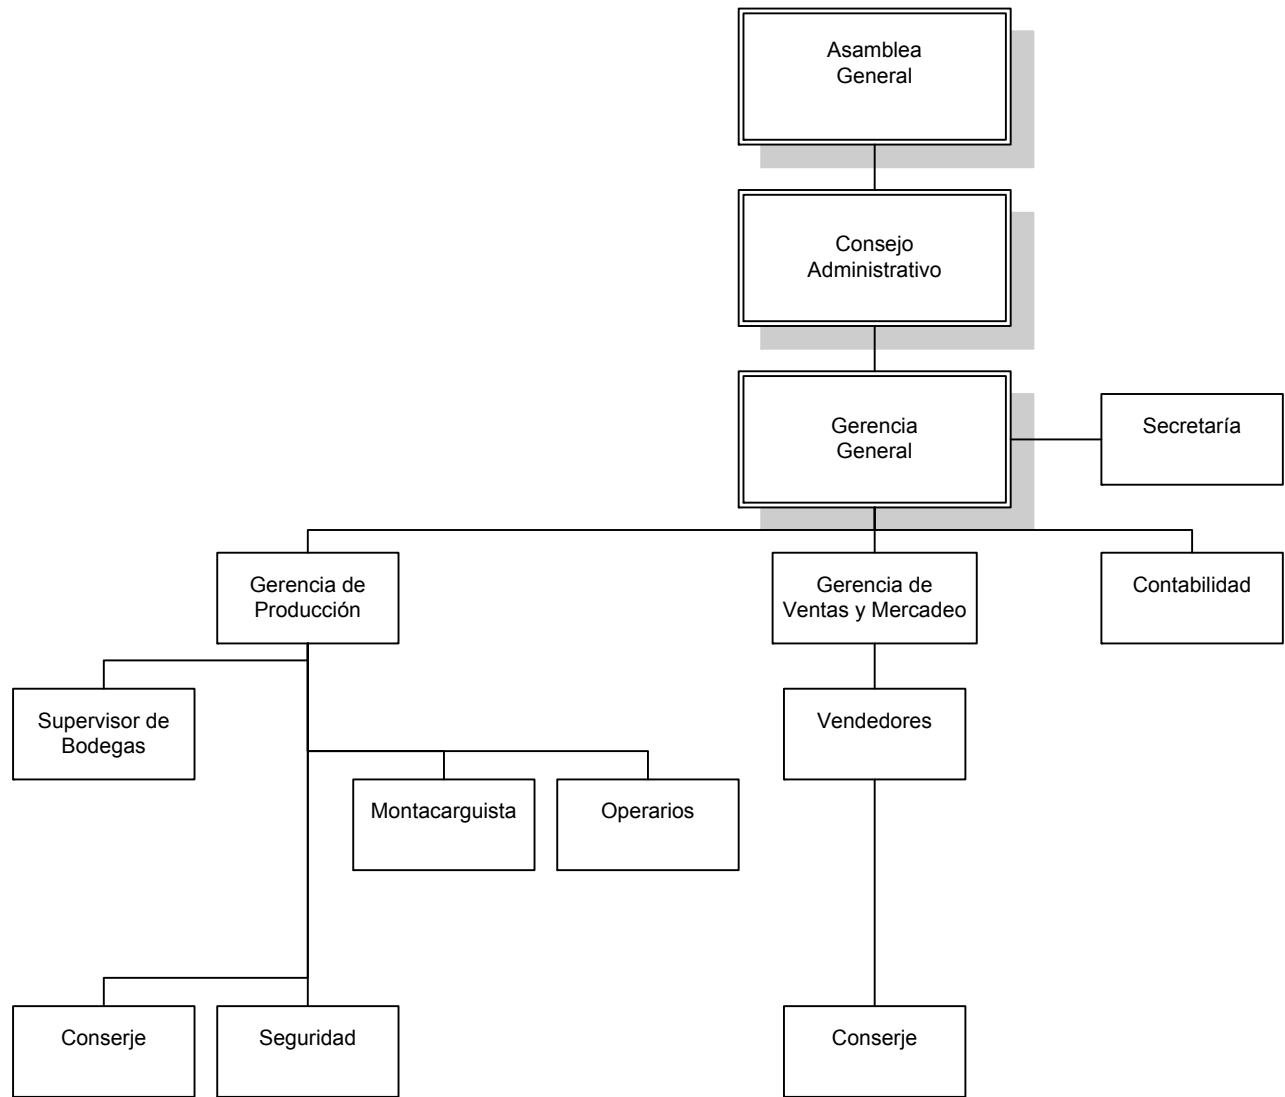 Asamblea
General
Consejo
Administrativo
Gerencia
General
Secretaría
Gerencia de
Producción
Gerencia de
Ventas y Mercadeo
Contabilidad
Supervisor de
Bodegas
Vendedores
Montacarguista
Operarios
Conserje
Seguridad
Conserje